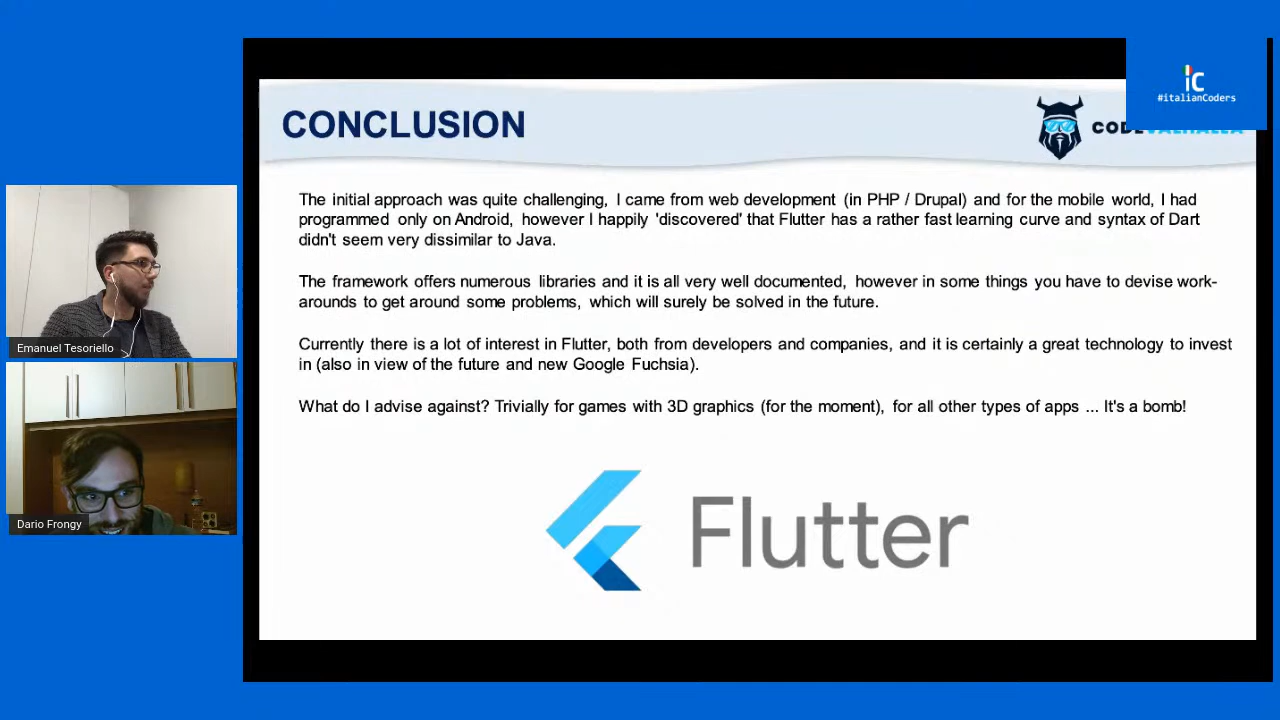 iC
#italianCoders
CONCLUSION
The initial approach was quite challenging, I came from web development (in PHP / Drupal) and for the mobile world, I had
programmed only on Android, however I happily 'discovered' that Flutter has a rather fast learning curve and syntax of Dart
didn't seem very dissimilar to Java.
The framework offers numerous libraries and it is all very well documented, however in some things you have to devise work-
arounds to get around some problems, which will surely be solved in the future.
Currently there is a lot of interest in Flutter, both from developers and companies, and it is certainly a great technology to invest
in (also in view of the future and new Google Fuchsia).
What do I advise against? Trivially for games with 3D graphics (for the moment), for all other types of apps ... It's a bomb!
Flutter
Emanuel Tesoriello
Dario Frongy